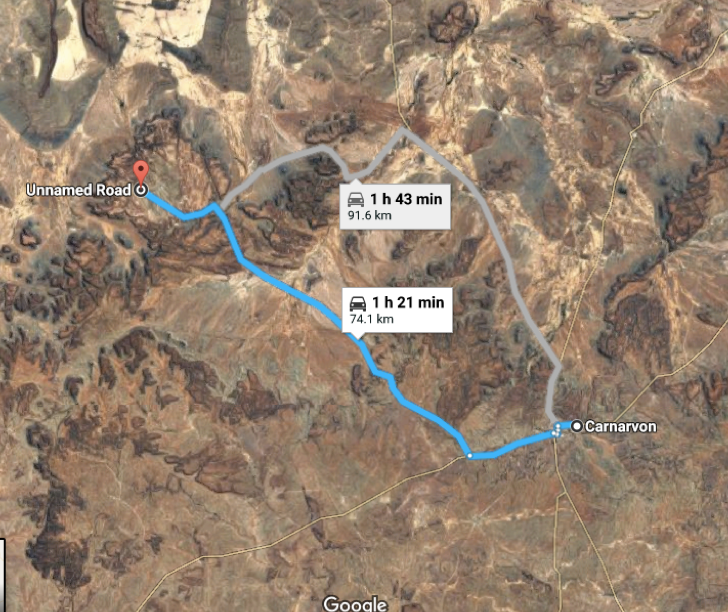 Unnamed Road
1 h 43 min
91.6 km
1 h 21 min
74.1 km
Carnarvon
Google